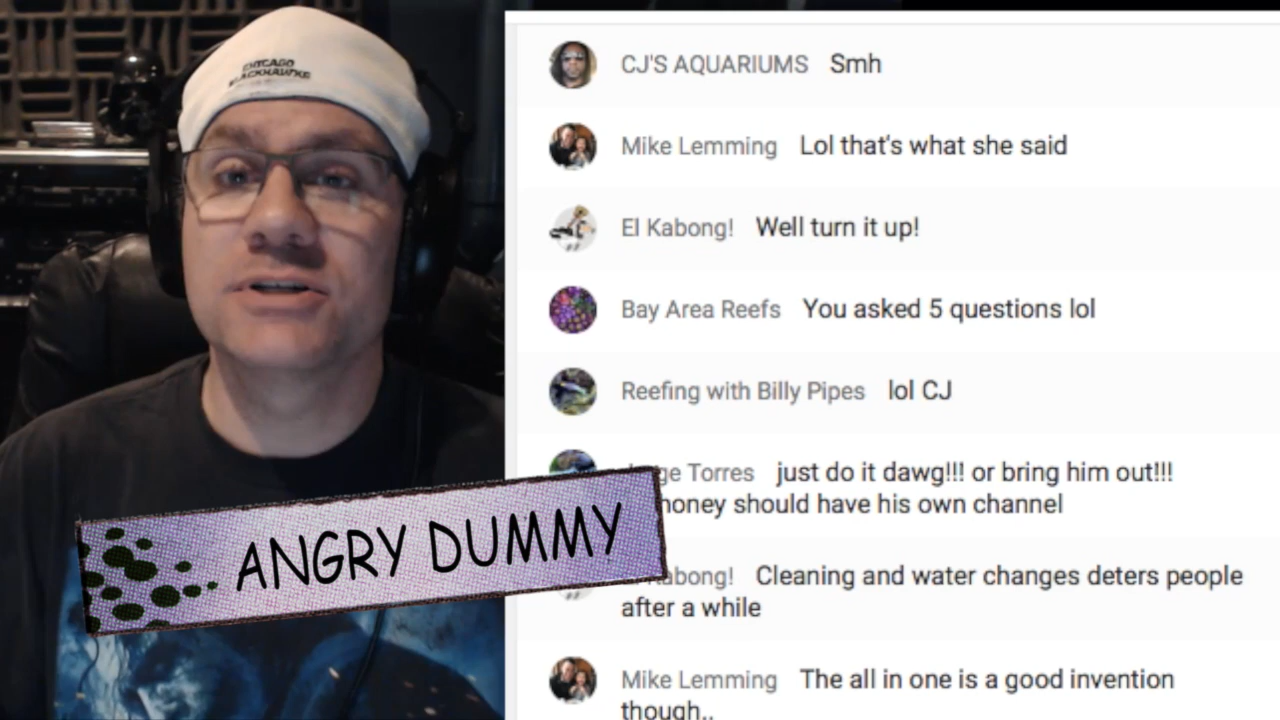 CHICAGO
BLACKHAWKS
CJ'S AQUARIUMS Smh
Mike Lemming Lol that's what she said
El Kabong! Well turn it up!
Bay Area Reefs You asked 5 questions lol
Reefing with Billy Pipes lol CJ
ge Torres just do it dawg!!! or bring him out!!!
oney should have his own channel
abong! Cleaning and water changes deters people
after a while
Mike Lemming The all in one is a good invention
though..
ANGRY DUMMY